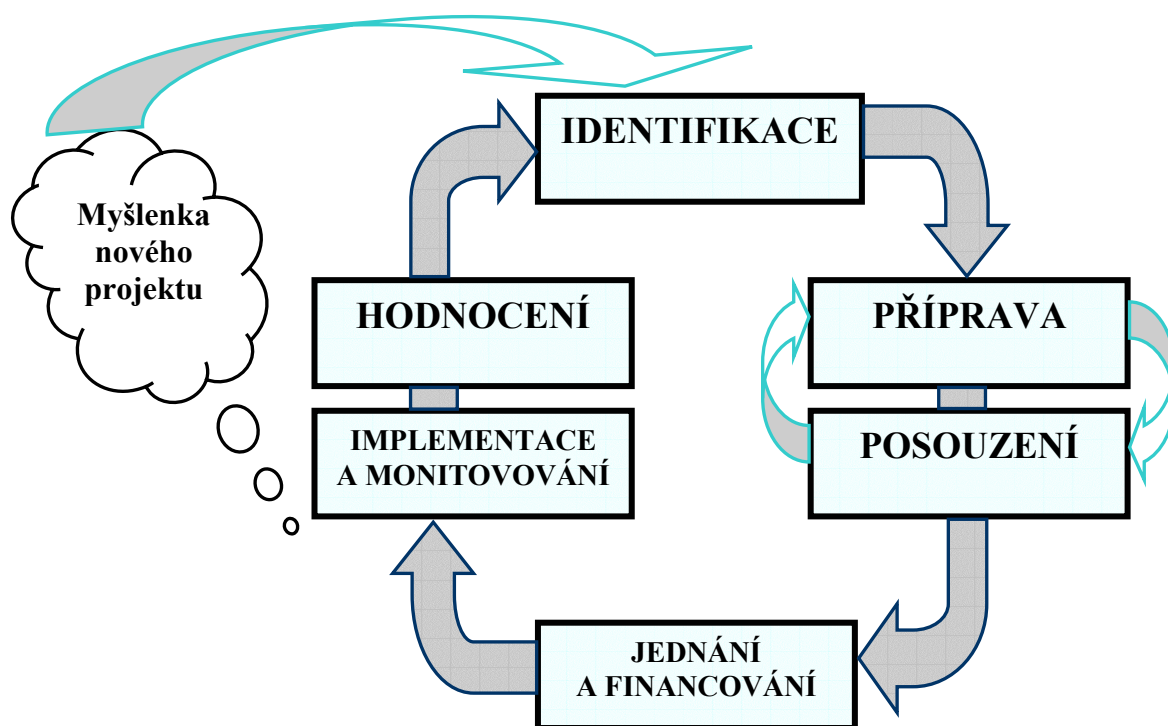 IDENTIFIKACE
Myšlenka
nového
projektu
HODNOCENÍ
PŘÍPRAVA
IMPLEMENTACE
A MONITOVOVÁNÍ
POSOUZENÍ
JEDNÁNÍ
A FINANCOVÁNÍ